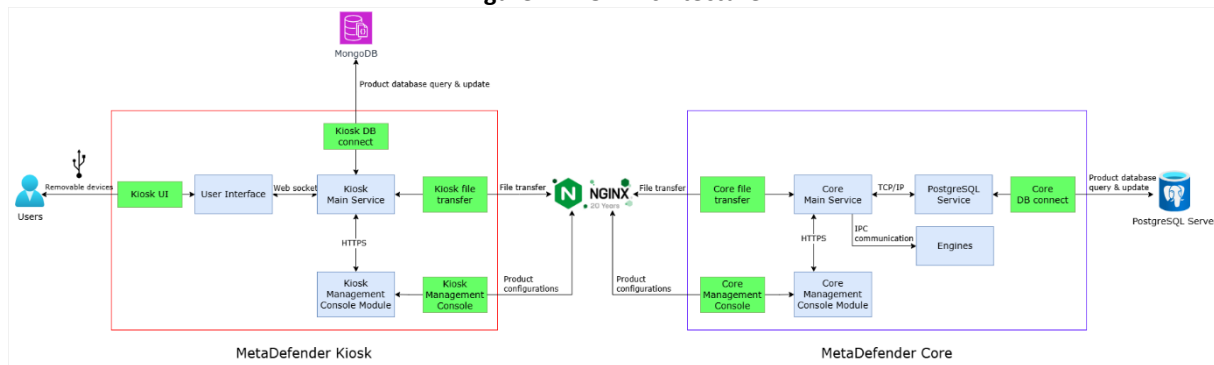 MongoDB
Product database query & update
Kiosk DB
connect
Removable devices
Users
Kiosk UI
User Interface
Web socket
Kiosk
Main Service
Kiosk file
transfer
File transfer
N
NGINX
20 Years
File transfer
Core file
transfer
Core
Main Service
TCP/IP
PostgreSQL
Service
Core
DB connect
Product database
query & update
PostgreSQL Serve
HTTPS
HTTPS
IPC
communication
Engines
Kiosk
Management
Console Module
Kiosk
Management
Console
Product
configurations
Product
configurations
Core
Management
Console
Core
Management
Console Module
MetaDefender Kiosk
MetaDefender Core